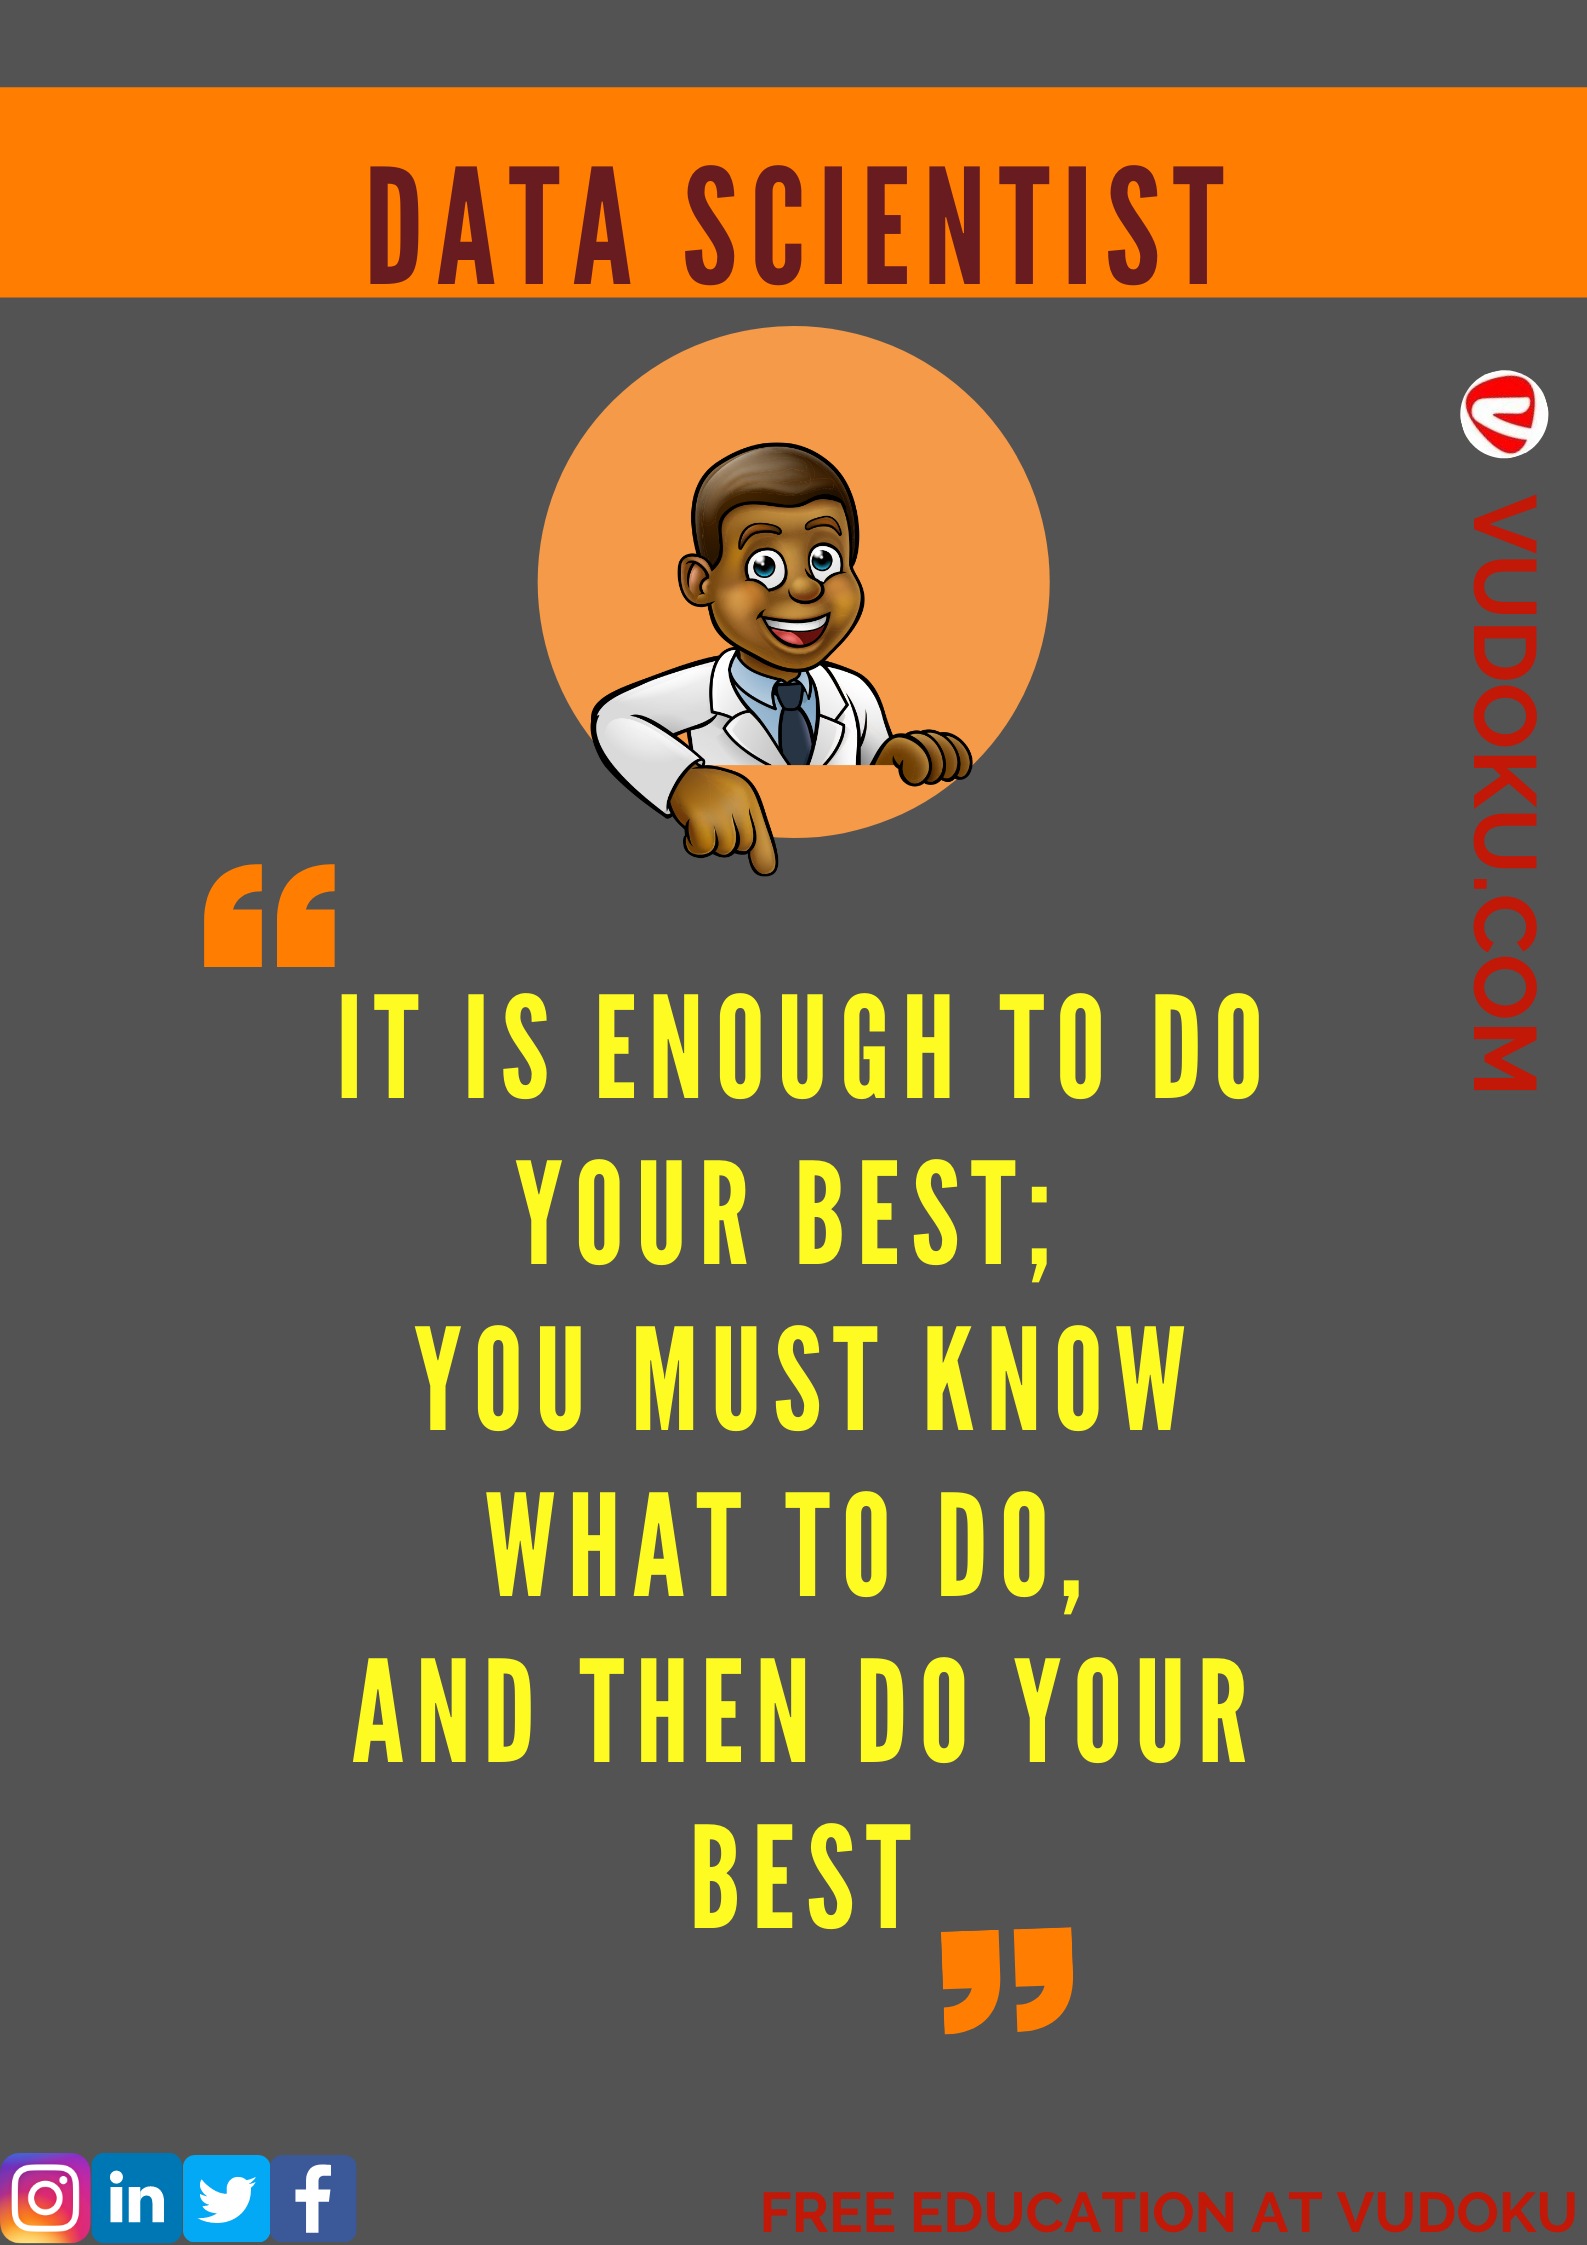 DATA SCIENTIST
VUDOKU.COM
“
IT IS ENOUGH TO DO
YOUR BEST;
YOU MUST KNOW
WHAT TO DO,
AND THEN DO YOUR
BEST
”
in
f
FREE EDUCATION AT VUDOKU